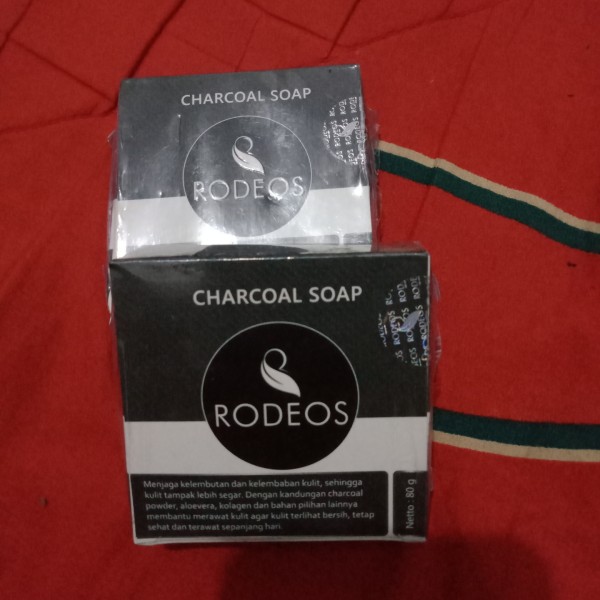 CHARCOAL SOAP
RODEOS
CHARCOAL SOAP
RODEOS
Menjaga kelembutan dan kelembaban kulit, sehingga
kulit tampak lebih segar. Dengan kandungan charcoal
powder, aloevera, kolagen dan bahan pilihan lainnya
membantu merawat kulit agar kulit terlihat bersih, tetap
sehat dan terawat sepanjang hari.
Netto : 80 g